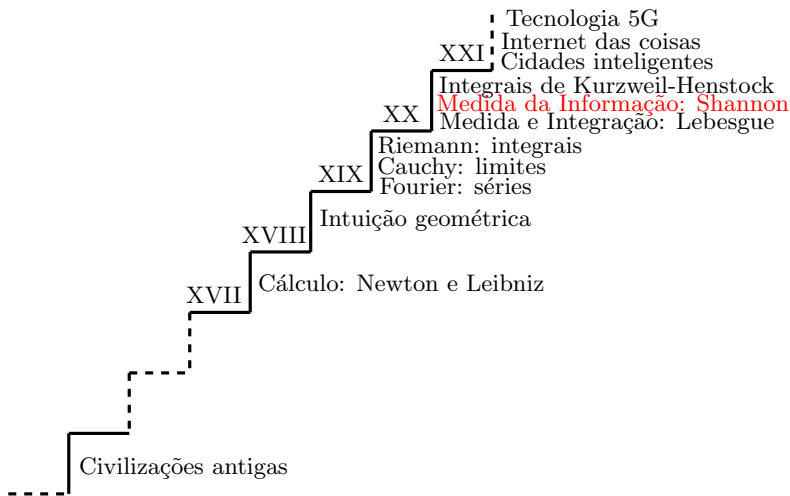 Tecnologia 5G
Internet das coisas
XXI
Cidades inteligentes
Integrais de Kurzweil-Henstock
Medida da Informação: Shannon
XX
Medida e Integração: Lebesgue
Riemann: integrais
Cauchy: limites
XIX
Fourier: séries
Intuição geométrica
XVIII
Cálculo: Newton e Leibniz
XVII
Civilizações antigas